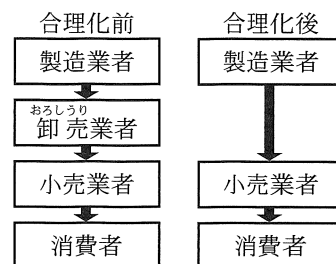 合理化前
製造業者
おろしうり
卸売業者
小売業者
消費者
合理化後
製造業者
小売業者
消費者